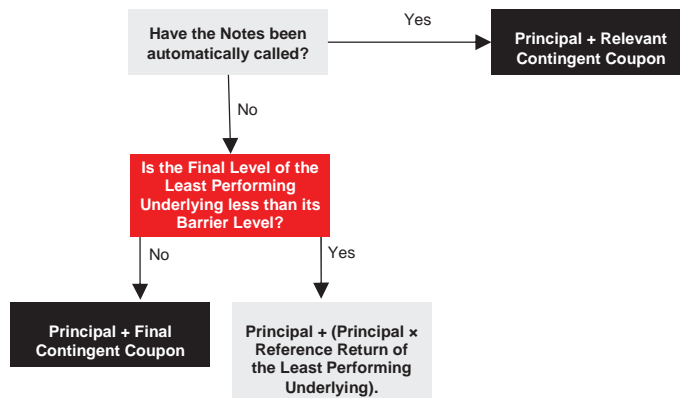 Have the Notes been
automatically called?
Yes
Principal + Relevant
Contingent Coupon
No
Is the Final Level of the
Least Performing
Underlying less than its
Barrier Level?
No
Yes
Principal + Final
Contingent Coupon
Principal + (Principal ×
Reference Return of
the Least Performing
Underlying).